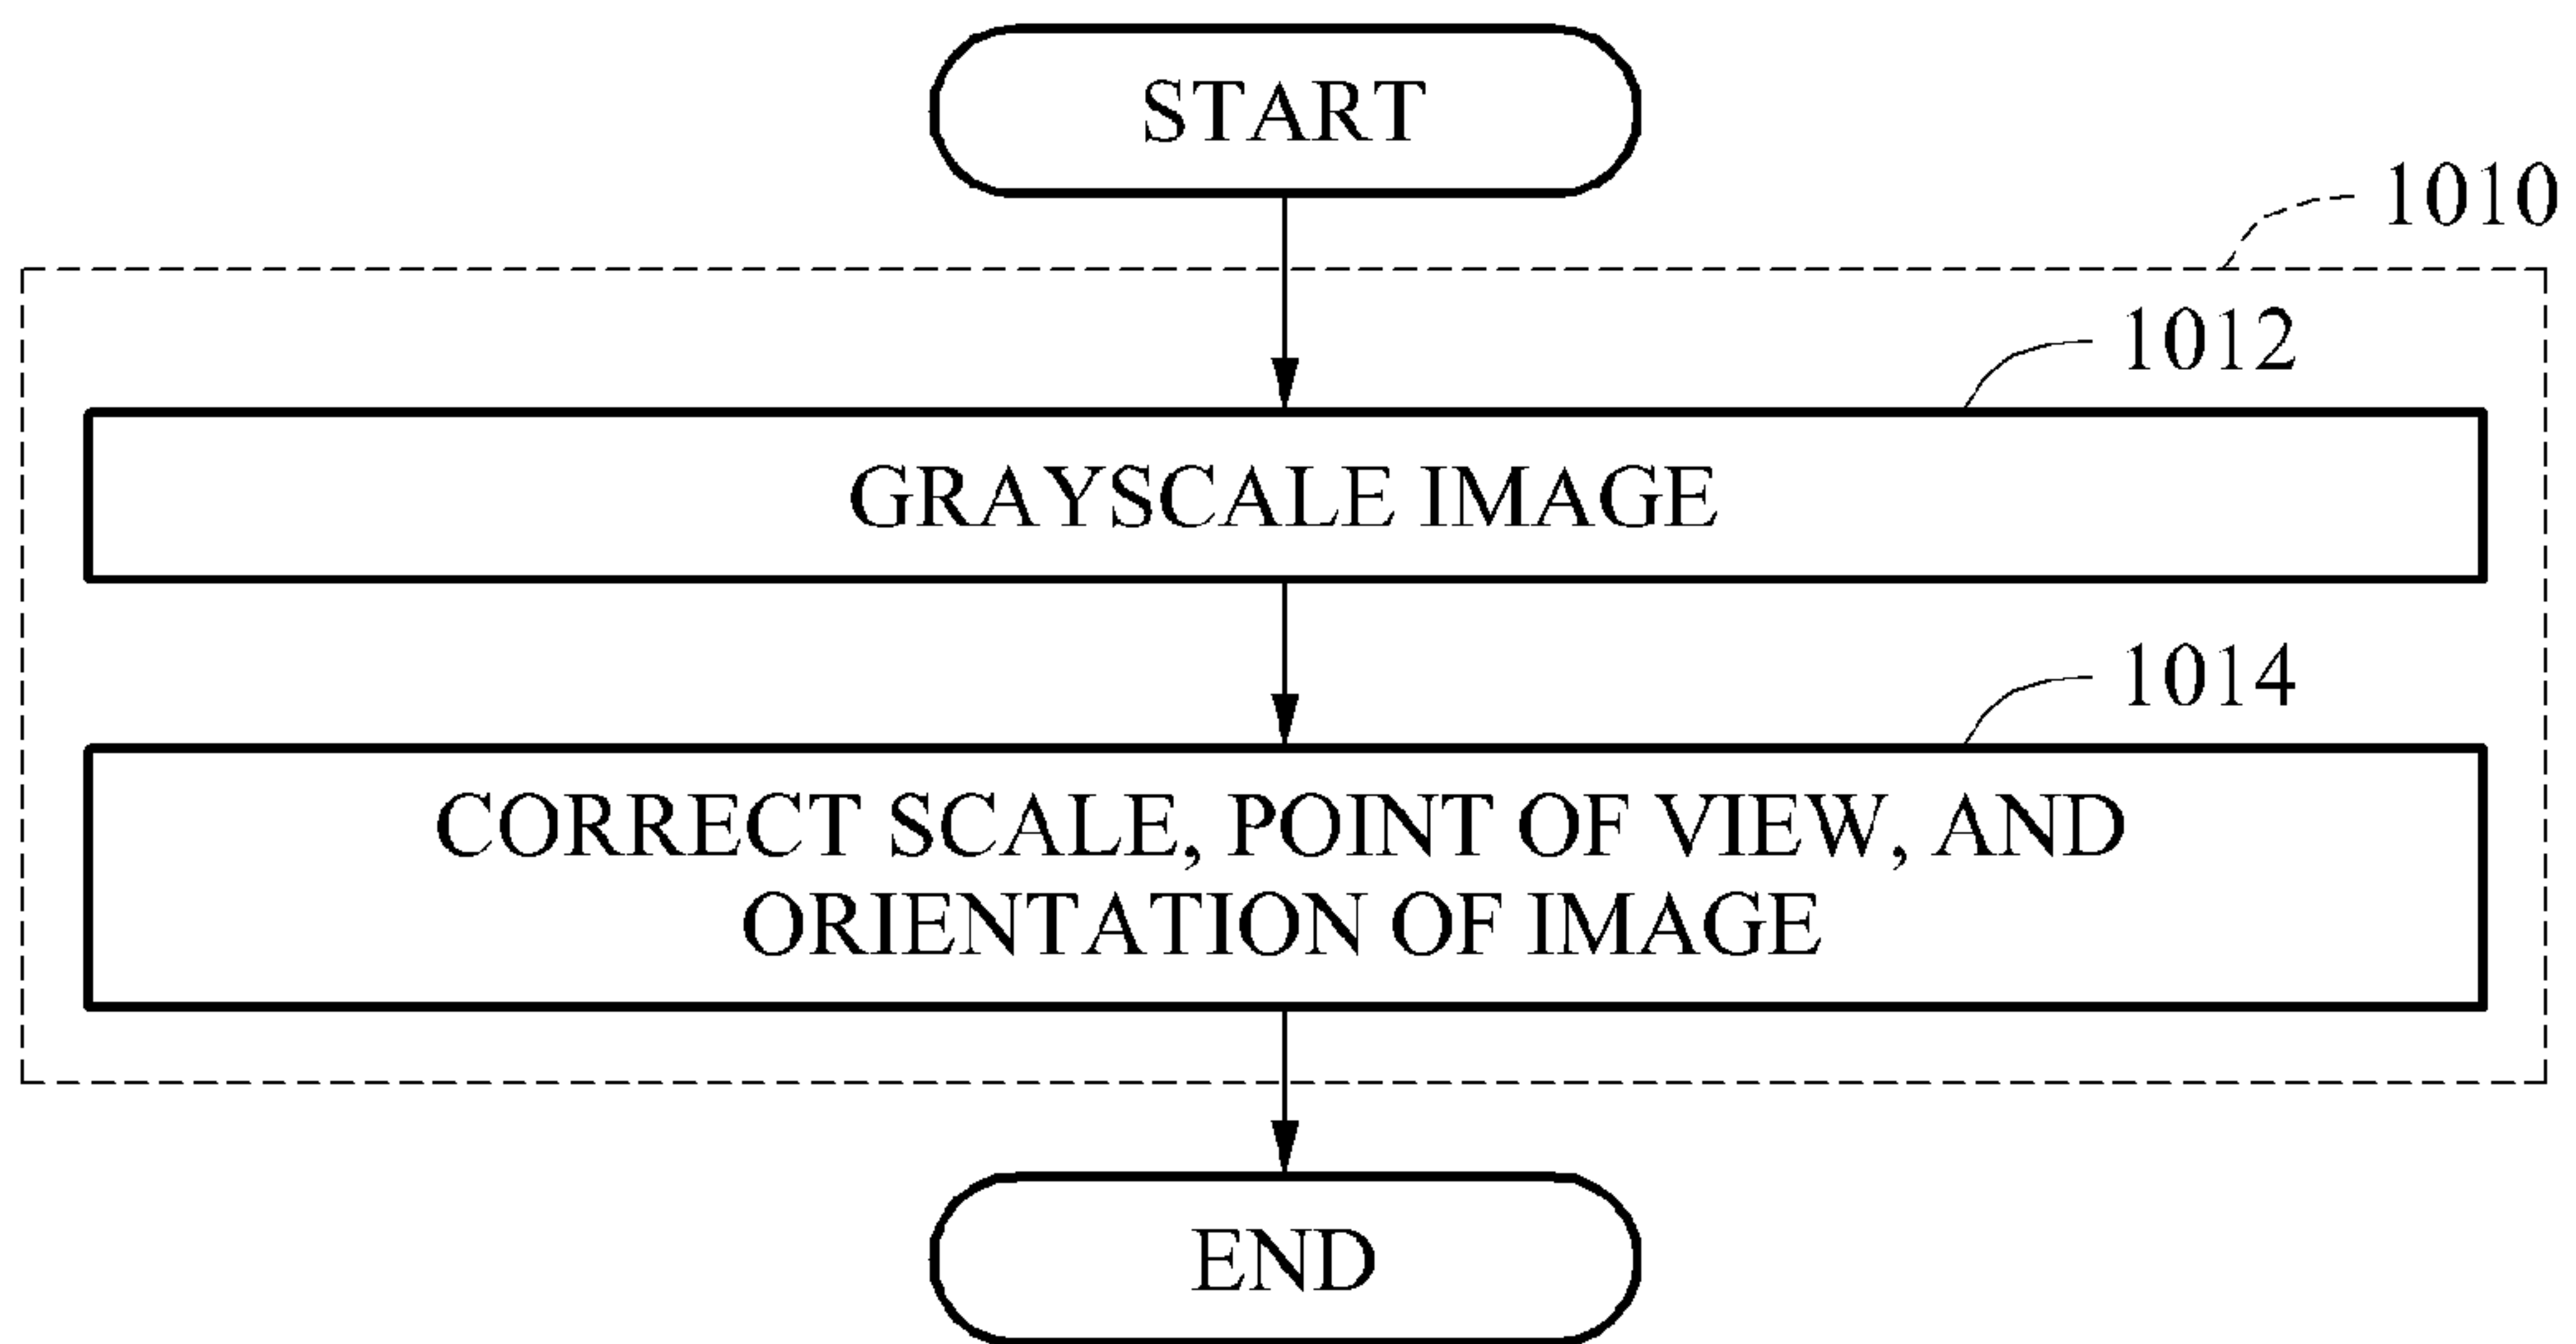 START
1010
1012
GRAYSCALE IMAGE
1014
CORRECT SCALE, POINT OF VIEW, AND
ORIENTATION OF IMAGE
END